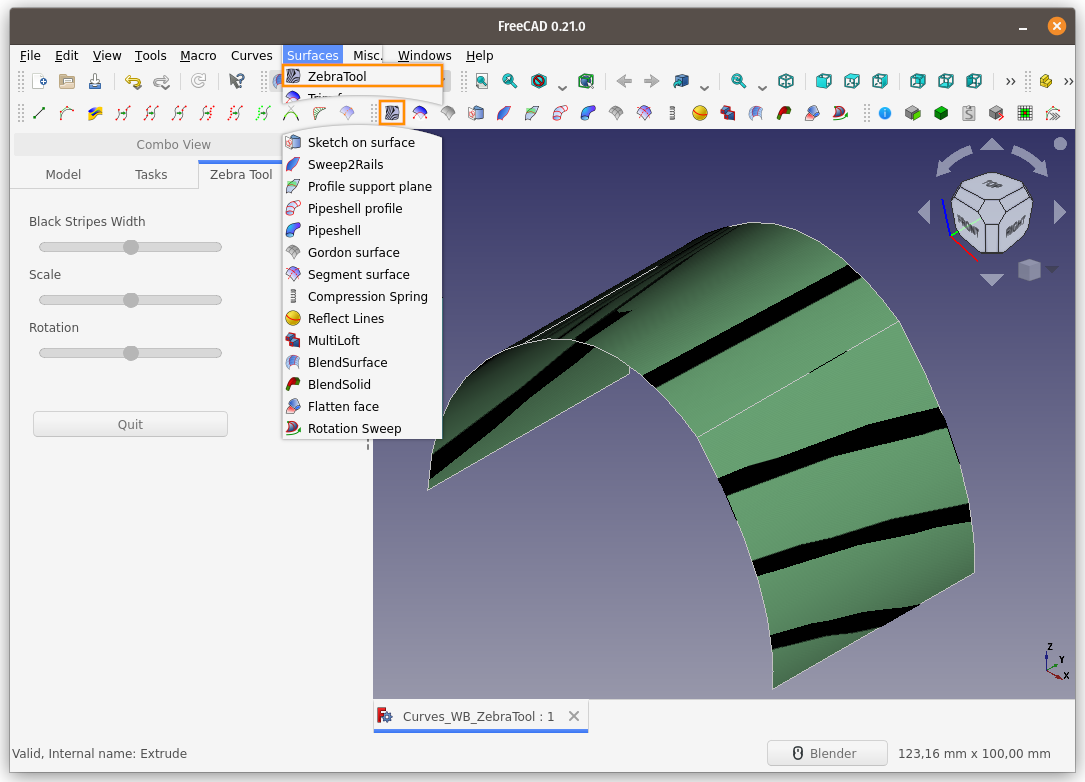 FreeCAD 0.21.0
File Edit View Tools Macro Curves Surfaces Misc. Windows Help
ZebraTool
Combo View
Model Tasks Zebra Tool
Black Stripes Width
Scale
Rotation
Quit
Sketch on surface
Sweep2Rails
Profile support plane
Pipeshell profile
Pipeshell
Gordon surface
Segment surface
Compression Spring
Reflect Lines
MultiLoft
BlendSurface
BlendSolid
Flatten face
Rotation Sweep
TOP
FRONT RIGHT
Z
Y
X
Curves_WB_ZebraTool : 1
Valid, Internal name: Extrude
Blender
123,16 mm x 100,00 mm